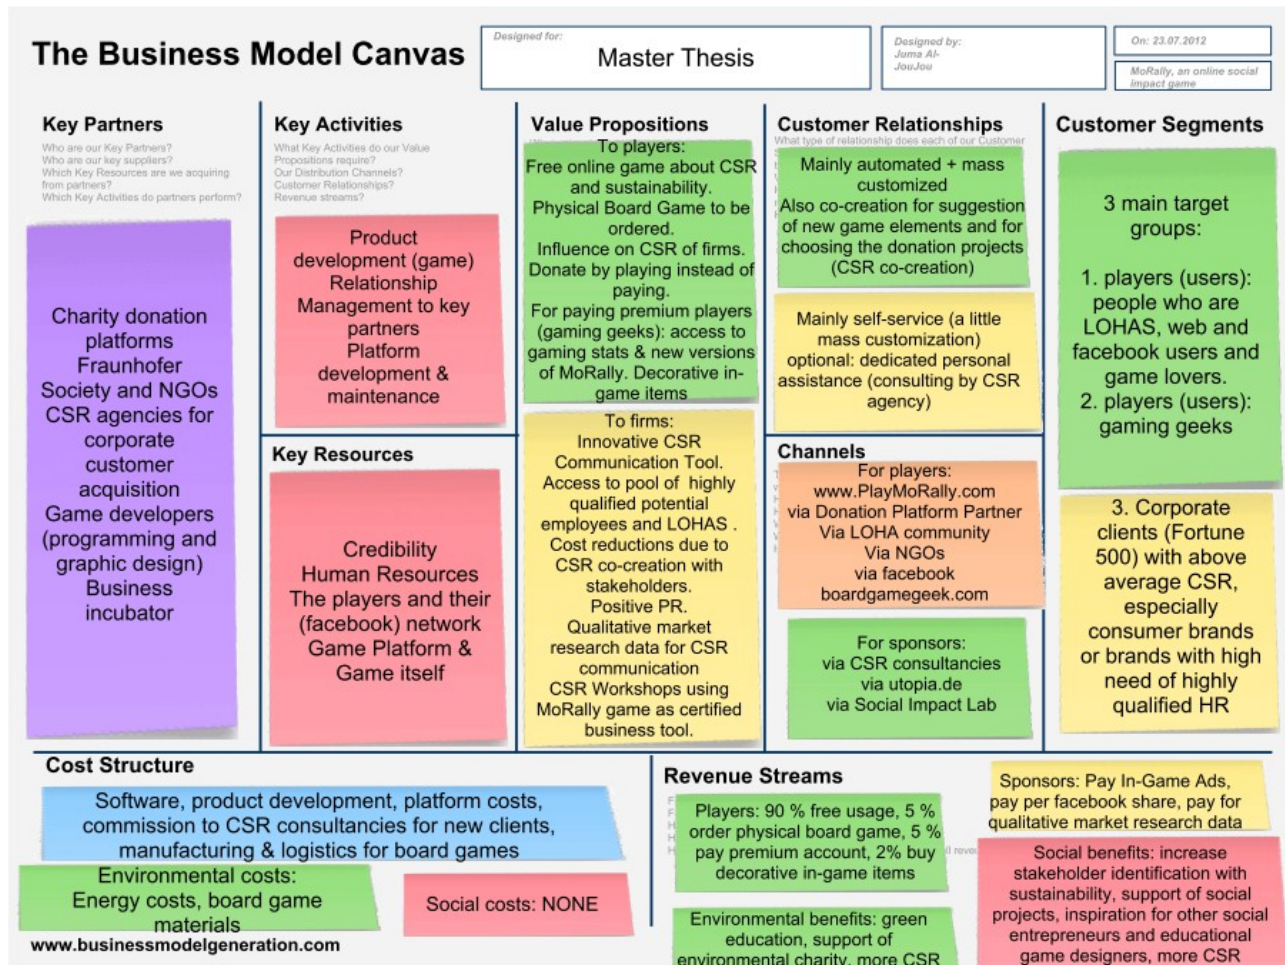 The Business Model Canvas
Designed for:
Master Thesis
Designed by:
Juma Al-
JouJou
On: 23.07.2012
MoRally, an online social
impact game
Key Partners
Who are our Key Partners?
Who are our key suppliers?
Which Key Resources are we acquiring
from partners?
Which Key Activities do partners perform?
Charity donation
platforms
Fraunhofer
Society and NGOs
CSR agencies for
corporate
customer
acquisition
Game developers
(programming and
graphic design)
Business
incubator
Key Activities
What Key Activities do our Value
Propositions require?
Our Distribution Channels?
Customer Relationships?
Revenue streams?
Product
development (game)
Relationship
Management to key
partners
Platform
development &
maintenance
Key Resources
Credibility
Human Resources
The players and their
(facebook) network
Game Platform &
Game itself
Value Propositions
To players:
Free online game about CSR
and sustainability.
Physical Board Game to be
ordered.
Influence on CSR of firms.
Donate by playing instead of
paying.
For paying premium players
(gaming geeks): access to
gaming stats & new versions
of MoRally. Decorative in-
game items
To firms:
Innovative CSR
Communication Tool.
Access to pool of highly
qualified potential
employees and LOHAS .
Cost reductions due to
CSR co-creation with
stakeholders.
Positive PR.
Qualitative market
research data for CSR
communication
CSR Workshops using
MoRally game as certified
business tool.
Customer Relationships
What type of relationship does each of our Customer
Mainly automated + mass
customized
Also co-creation for suggestion
of new game elements and for
choosing the donation projects
(CSR co-creation)
Mainly self-service (a little
mass customization)
optional: dedicated personal
assistance (consulting by CSR
agency)
Channels
For players:
www.PlayMoRally.com
via Donation Platform Partner
Via LOHA community
Via NGOs
via facebook
boardgamegeek.com
For sponsors:
via CSR consultancies
via utopia.de
via Social Impact Lab
Customer Segments
3 main target
groups:
1. players (users):
people who are
LOHAS, web and
facebook users and
game lovers.
2. players (users):
gaming geeks
3. Corporate
clients (Fortune
500) with above
average CSR,
especially
consumer brands
or brands with high
need of highly
qualified HR
Cost Structure
Software, product development, platform costs,
commission to CSR consultancies for new clients,
manufacturing & logistics for board games
Environmental costs:
Energy costs, board game
materials
Social costs: NONE
www.businessmodelgeneration.com
Revenue Streams
Players: 90 % free usage, 5 %
order physical board game, 5 %
pay premium account, 2% buy
decorative in-game items
Environmental benefits: green
education, support of
environmental charity, more CSR
Sponsors: Pay In-Game Ads,
pay per facebook share, pay for
qualitative market research data
Social benefits: increase
stakeholder identification with
sustainability, support of social
projects, inspiration for other social
entrepreneurs and educational
game designers, more CSR